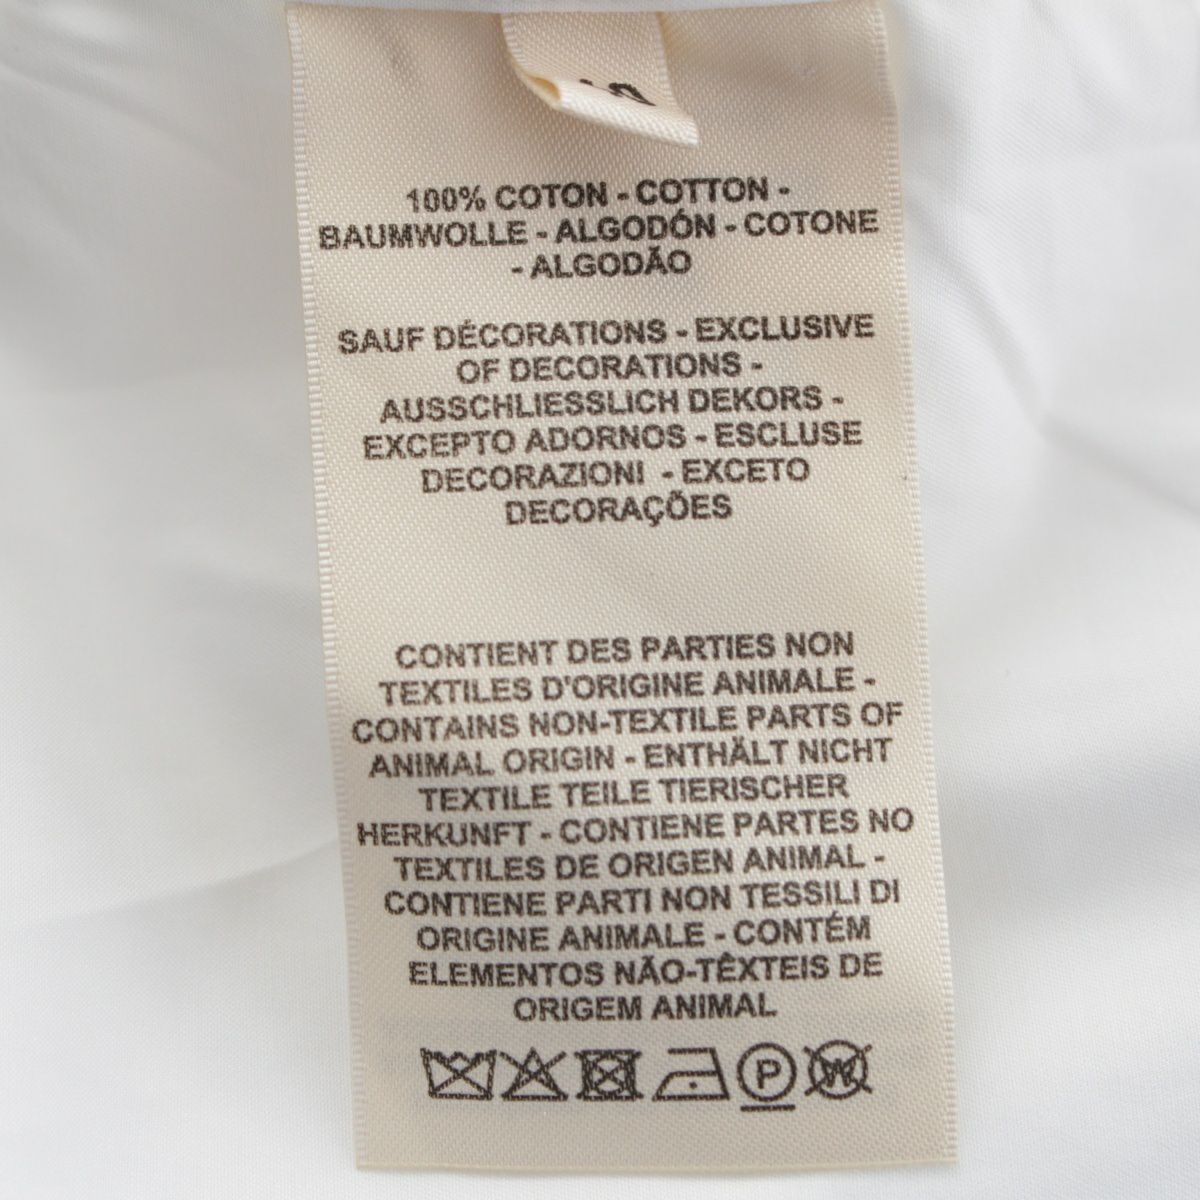 100% COTON - COTTON -
BAUMWOLLE - ALGODÓN - COTONE
- ALGODÃO
SAUF DÉCORATIONS - EXCLUSIVE
OF DECORATIONS -
AUSSCHLIESSLICH DEKORS -
EXCEPTO ADORNOS - ESCLUSE
DECORAZIONI - EXCETO
DECORAÇÕES
CONTIENT DES PARTIES NON
TEXTILES D'ORIGINE ANIMALE -
CONTAINS NON-TEXTILE PARTS OF
ANIMAL ORIGIN - ENTHÄLT NICHT
TEXTILE TEILE TIERISCHER
HERKUNFT - CONTIENE PARTES NO
TEXTILES DE ORIGEN ANIMAL -
CONTIENE PARTI NON TESSILI DI
ORIGINE ANIMALE - CONTÉM
ELEMENTOS NÃO-TÊXTEIS DE
ORIGEM ANIMAL
P W